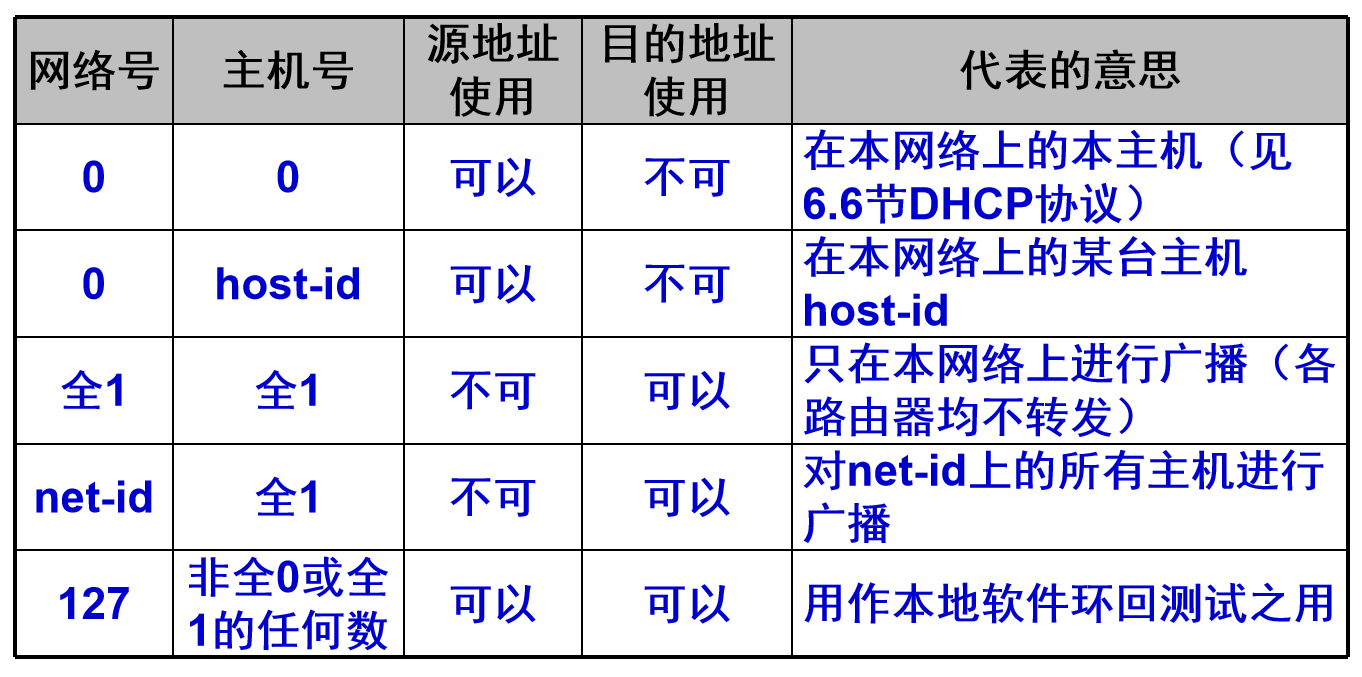 网络号
主机号
源地址
使用
目的地址
使用
代表的意思
0
0
可以
不可
在本网络上的本主机（见
6.6节DHCP协议）
0
host-id
可以
不可
在本网络上的某台主机
host-id
全1
全1
不可
可以
只在本网络上进行广播（各
路由器均不转发）
net-id
全1
不可
可以
对net-id上的所有主机进行
广播
127
非全0或全
1的任何数
可以
可以
用作本地软件环回测试之用